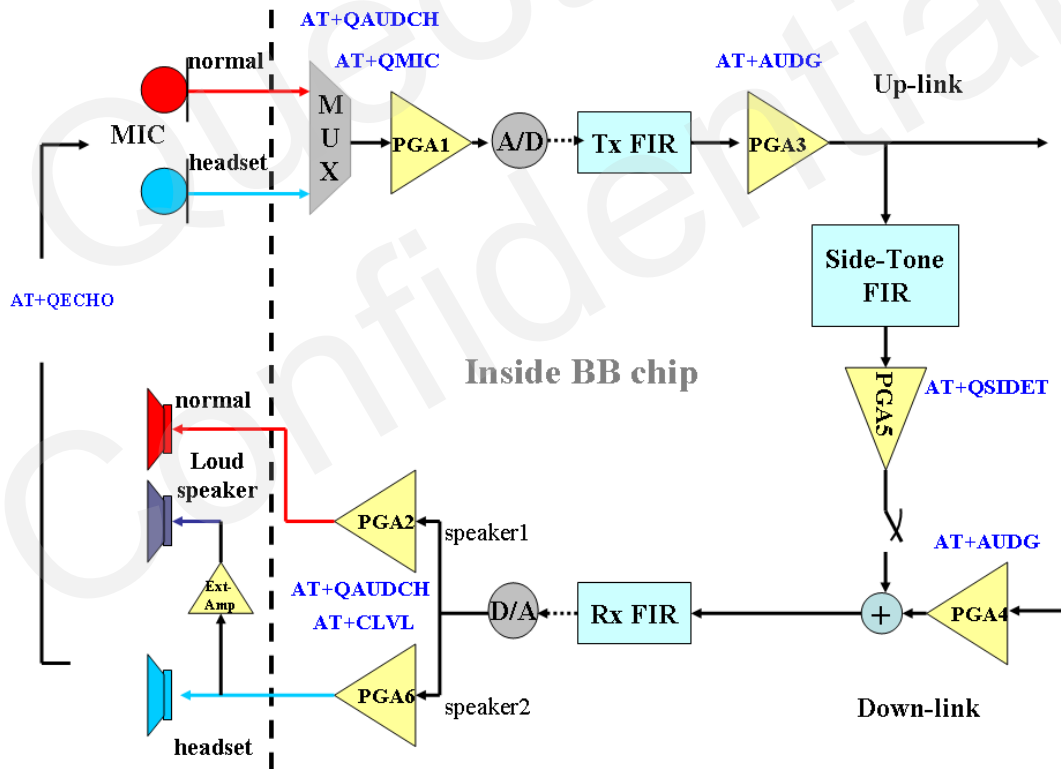 AT+QAUDCH
normal
AT+QMIC
AT+AUDG
Up-link
MUX
MIC
PGA1
A/D
Tx FIR
PGA3
headset
Side-Tone
FIR
AT+QECHO
Inside BB chip
PGA5
AT+QSIDET
normal
Loud
speaker
PGA2
speaker1
AT+AUDG
Ext-
Amp
AT+QAUDCH
AT+CLVL
D/A
Rx FIR
+
PGA4
PGA6
speaker2
Down-link
headset
Confidential